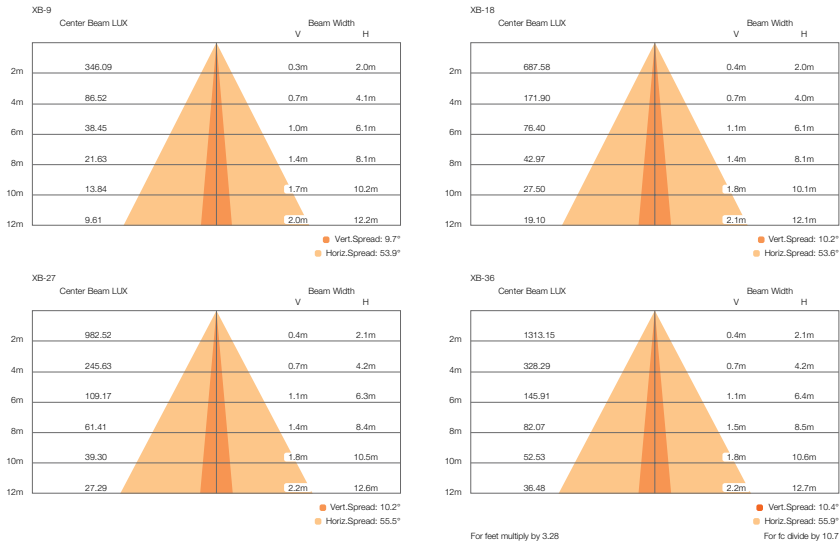 XB-9
Center Beam LUX Beam Width
V H
2m 346.09 0.3m 2.0m
4m 86.52 0.7m 4.1m
6m 38.45 1.0m 6.1m
8m 21.63 1.4m 8.1m
10m 13.84 1.7m 10.2m
12m 9.61 2.0m 12.2m
Vert.Spread: 9.7°
Horiz.Spread: 53.9°
XB-18
Center Beam LUX Beam Width
V H
2m 687.58 0.4m 2.0m
4m 171.90 0.7m 4.0m
6m 76.40 1.1m 6.1m
8m 42.97 1.4m 8.1m
10m 27.50 1.8m 10.1m
12m 19.10 2.1m 12.1m
Vert.Spread: 10.2°
Horiz.Spread: 53.6°
XB-27
Center Beam LUX Beam Width
V H
2m 982.52 0.4m 2.1m
4m 245.63 0.7m 4.2m
6m 109.17 1.1m 6.3m
8m 61.41 1.4m 8.4m
10m 39.30 1.8m 10.5m
12m 27.29 2.2m 12.6m
Vert.Spread: 10.2°
Horiz.Spread: 55.5°
XB-36
Center Beam LUX Beam Width
V H
2m 1313.15 0.4m 2.1m
4m 328.29 0.7m 4.2m
6m 145.91 1.1m 6.4m
8m 82.07 1.5m 8.5m
10m 52.53 1.8m 10.6m
12m 36.48 2.2m 12.7m
Vert.Spread: 10.4°
Horiz.Spread: 55.9°
For feet multiply by 3.28 For fc divide by 10.7